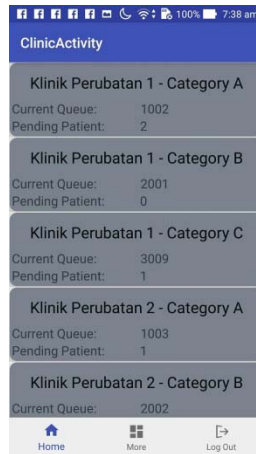 100% 7:38 am
ClinicActivity
Klinik Perubatan 1 - Category A
Current Queue: 1002
Pending Patient: 2
Klinik Perubatan 1 - Category B
Current Queue: 2001
Pending Patient: 0
Klinik Perubatan 1 - Category C
Current Queue: 3009
Pending Patient: 1
Klinik Perubatan 2 - Category A
Current Queue: 1003
Pending Patient: 1
Klinik Perubatan 2 - Category B
Current Queue: 2002
Home More Log Out